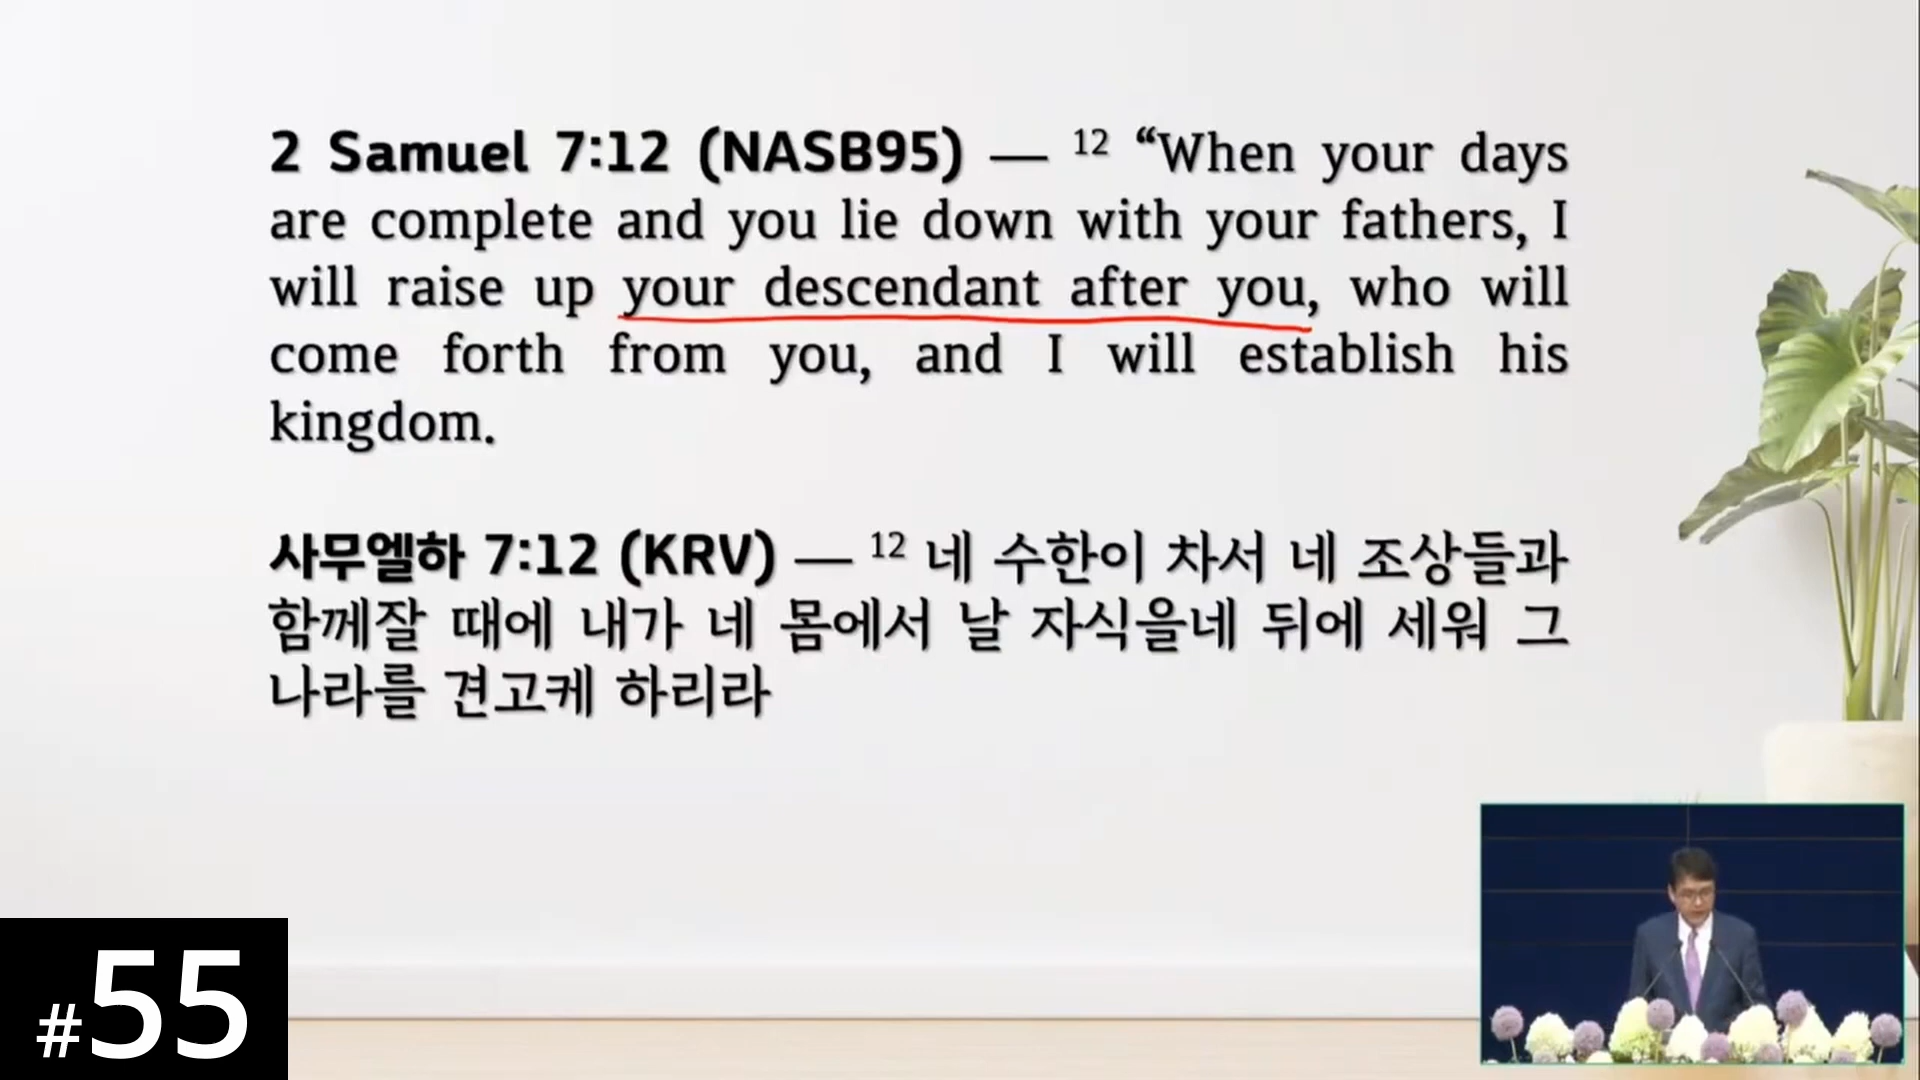 2 Samuel 7:12 (NASB95) — 12 “When your days
are complete and you lie down with your fathers, I
will raise up your descendant after you, who will
come forth from you, and I will establish his
kingdom.
사무엘하 7:12 (KRV) — 12 네 수한이 차서 네 조상들과
함께잘 때에 내가 네 몸에서 날 자식을네 뒤에 세워 그
나라를 견고케 하리라
#55